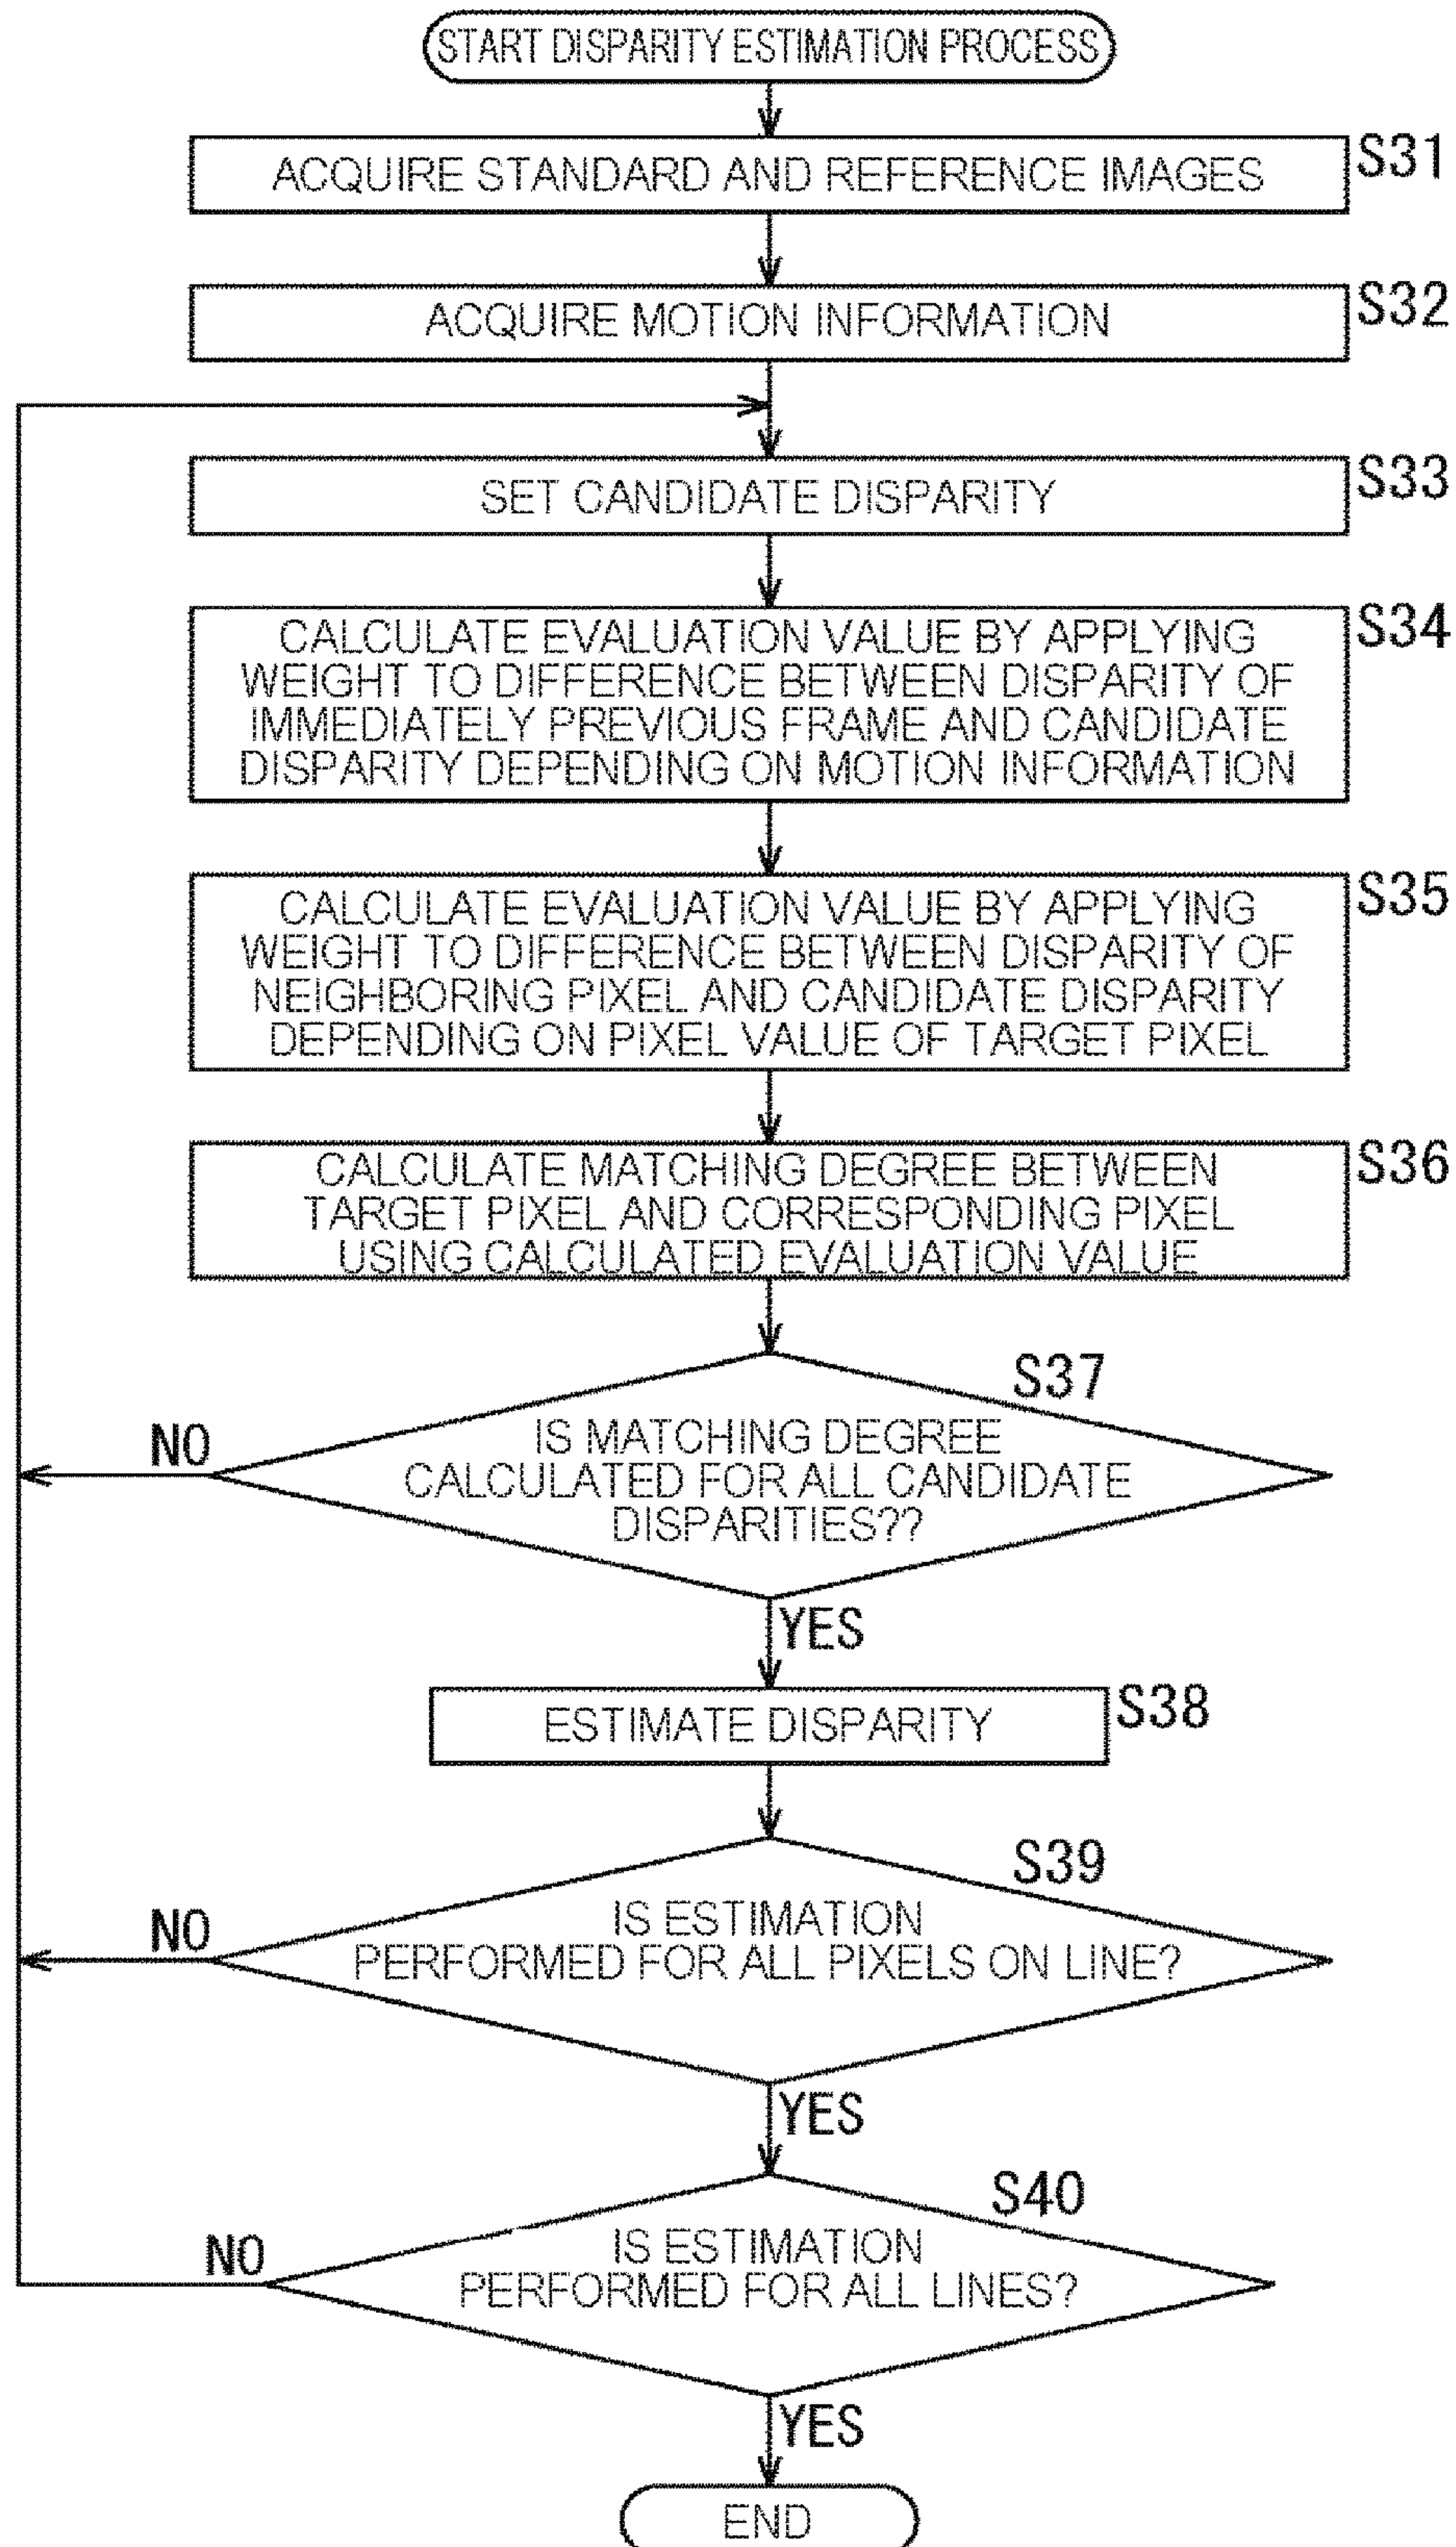 START DISPARITY ESTIMATION PROCESS
ACQUIRE STANDARD AND REFERENCE IMAGES
S31
ACQUIRE MOTION INFORMATION
S32
SET CANDIDATE DISPARITY
S33
CALCULATE EVALUATION VALUE BY APPLYING
WEIGHT TO DIFFERENCE BETWEEN DISPARITY OF
IMMEDIATELY PREVIOUS FRAME AND CANDIDATE
DISPARITY DEPENDING ON MOTION INFORMATION
S34
CALCULATE EVALUATION VALUE BY APPLYING
WEIGHT TO DIFFERENCE BETWEEN DISPARITY OF
NEIGHBORING PIXEL AND CANDIDATE DISPARITY
DEPENDING ON PIXEL VALUE OF TARGET PIXEL
S35
CALCULATE MATCHING DEGREE BETWEEN
TARGET PIXEL AND CORRESPONDING PIXEL
USING CALCULATED EVALUATION VALUE
S36
S37
NO
IS MATCHING DEGREE
CALCULATED FOR ALL CANDIDATE
DISPARITIES??
YES
ESTIMATE DISPARITY
S38
S39
NO
IS ESTIMATION
PERFORMED FOR ALL PIXELS ON LINE?
YES
S40
NO
IS ESTIMATION
PERFORMED FOR ALL LINES?
YES
END